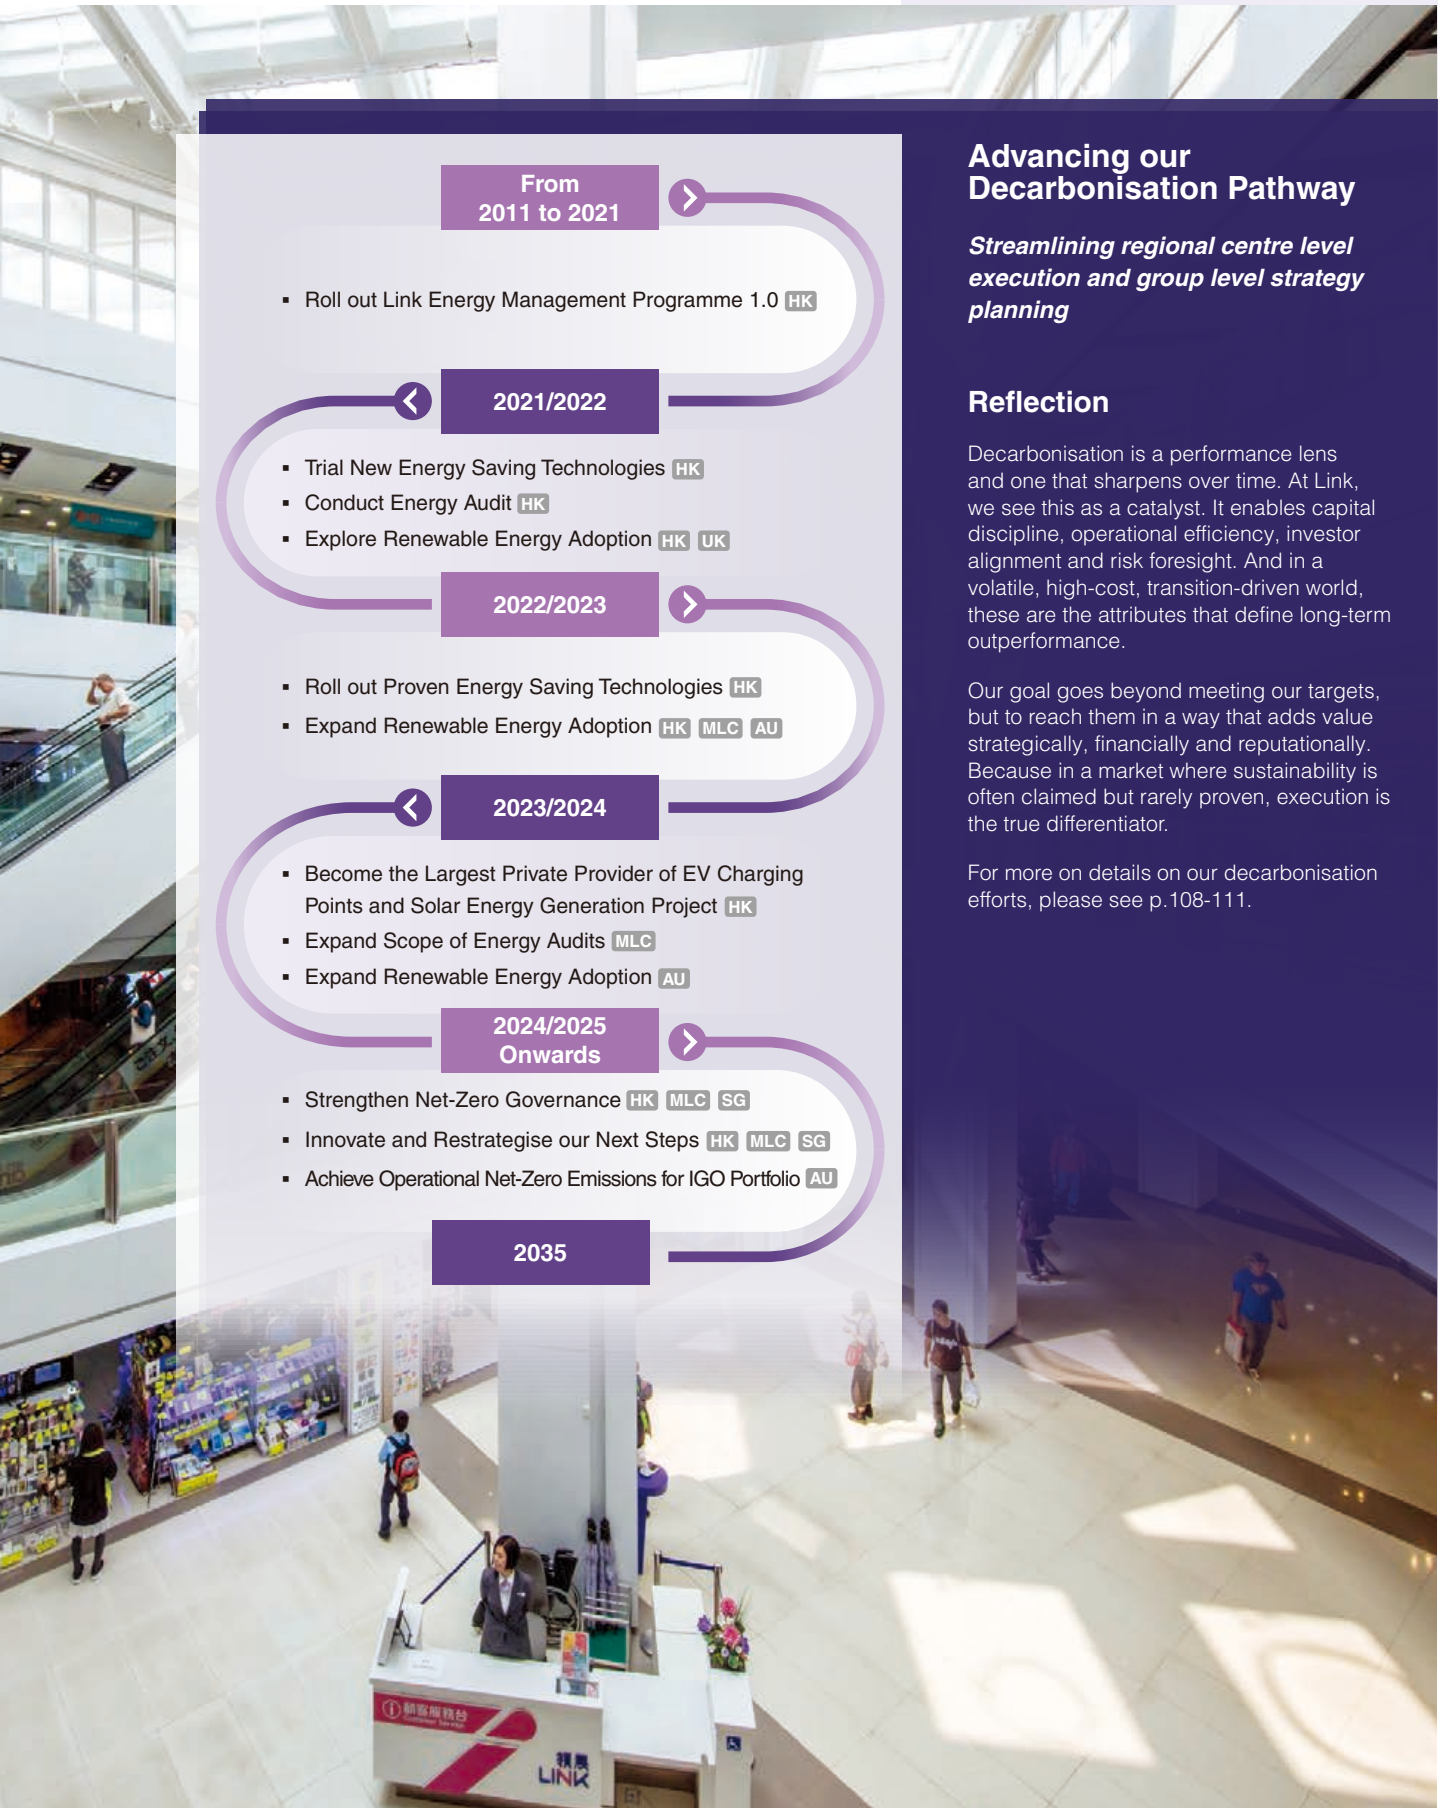 From
2011 to 2021
▪ Roll out Link Energy Management Programme 1.0 HK
2021/2022
▪ Trial New Energy Saving Technologies HK
▪ Conduct Energy Audit HK
▪ Explore Renewable Energy Adoption HK UK
2022/2023
▪ Roll out Proven Energy Saving Technologies HK
▪ Expand Renewable Energy Adoption HK MLC AU
2023/2024
▪ Become the Largest Private Provider of EV Charging
Points and Solar Energy Generation Project HK
▪ Expand Scope of Energy Audits MLC
▪ Expand Renewable Energy Adoption AU
2024/2025
Onwards
▪ Strengthen Net-Zero Governance HK MLC SG
▪ Innovate and Restrategise our Next Steps HK MLC SG
▪ Achieve Operational Net-Zero Emissions for IGO Portfolio AU
2035
Advancing our
Decarbonisation Pathway
Streamlining regional centre level
execution and group level strategy
planning
Reflection
Decarbonisation is a performance lens
and one that sharpens over time. At Link,
we see this as a catalyst. It enables capital
discipline, operational efficiency, investor
alignment and risk foresight. And in a
volatile, high-cost, transition-driven world,
these are the attributes that define long-term
outperformance.
Our goal goes beyond meeting our targets,
but to reach them in a way that adds value
strategically, financially and reputationally.
Because in a market where sustainability is
often claimed but rarely proven, execution is
the true differentiator.
For more on details on our decarbonisation
efforts, please see p.108-111.
顧客服務台
Customer Service
領展
LINK